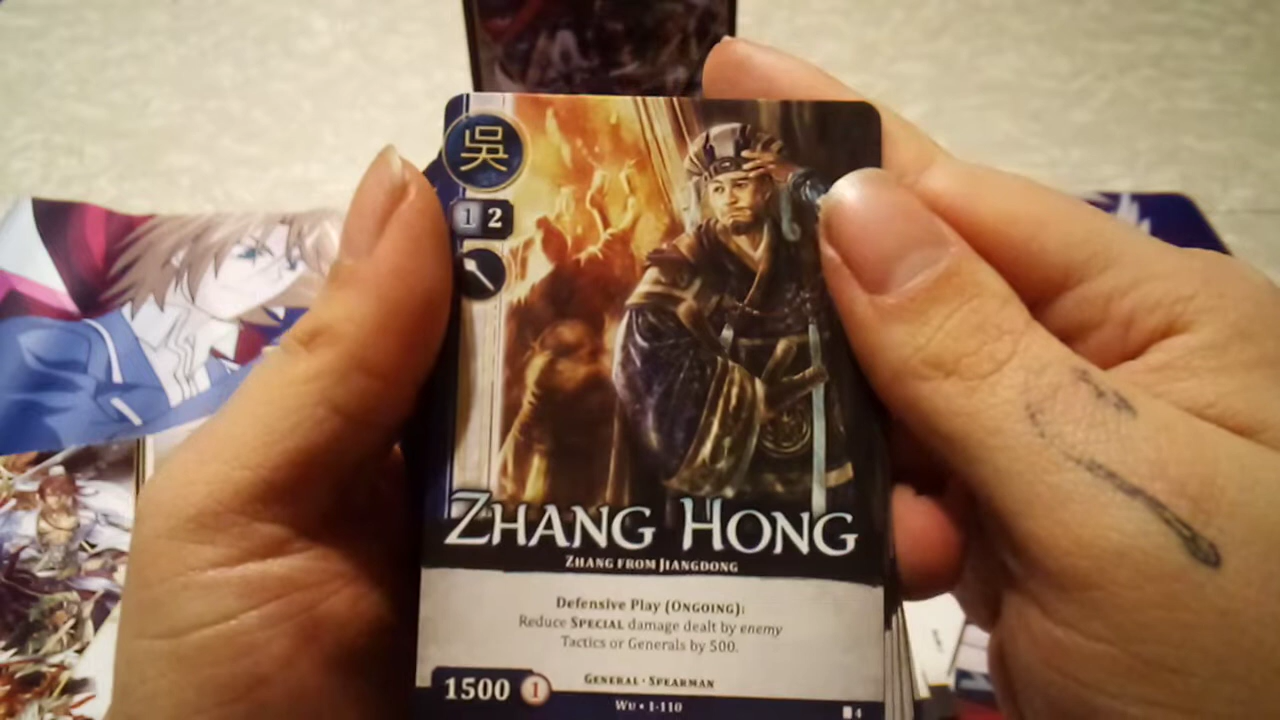 吳
1 2
ZHANG HONG
ZHANG FROM JIANGDONG
Defensive Play (ONGOING):
Reduce SPECIAL damage dealt by enemy
Tactics or Generals by 500.
GENERAL · SPEARMAN
1500 1
WU • 1-110
4